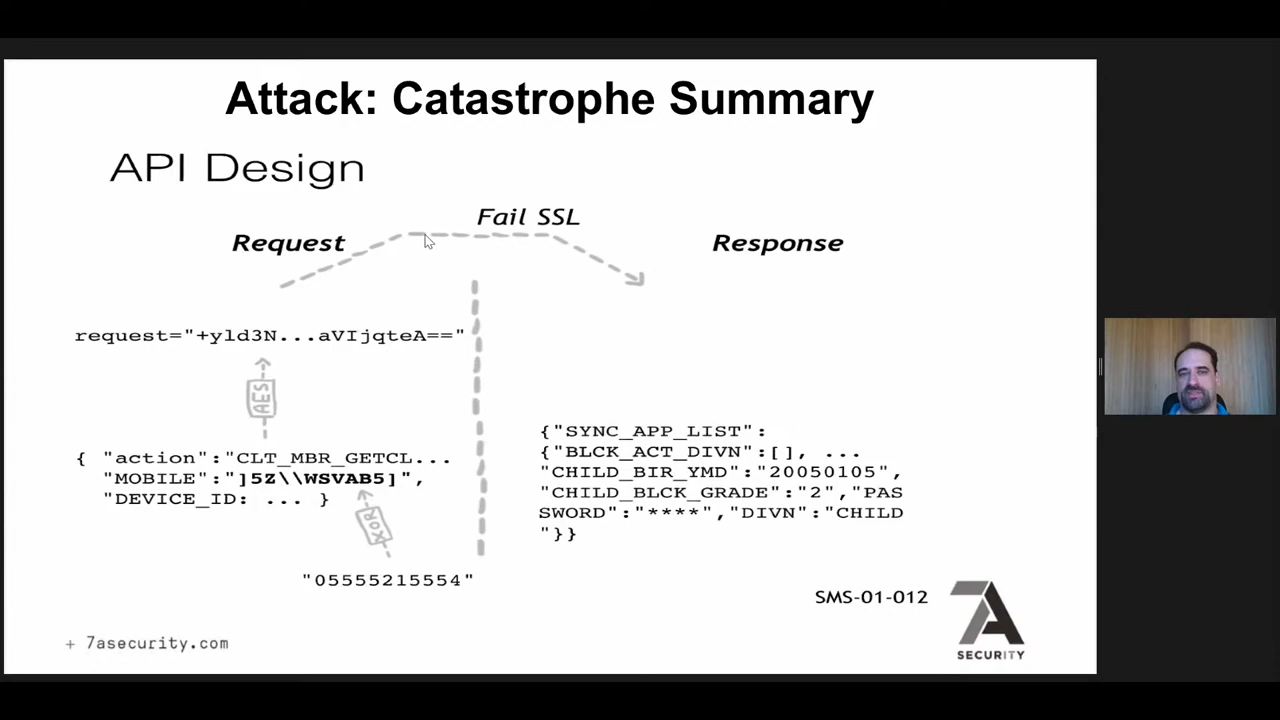 Attack: Catastrophe Summary
API Design
Fail SSL
Request
Response
request="+yld3N...aVIjqteA=="
AES
{ "action":"CLT_MBR_GETCL...
"MOBILE":"]5Z\\WSVAB5]",
"DEVICE_ID: ... }
XOR
"05555215554"
{"SYNC_APP_LIST":
{"BLCK_ACT_DIVN":[], ...
"CHILD_BIR_YMD":"20050105",
"CHILD_BLCK_GRADE":"2","PAS
SWORD":"****","DIVN":"CHILD
"}}
SMS-01-012
7A
SECURITY
+ 7asecurity.com